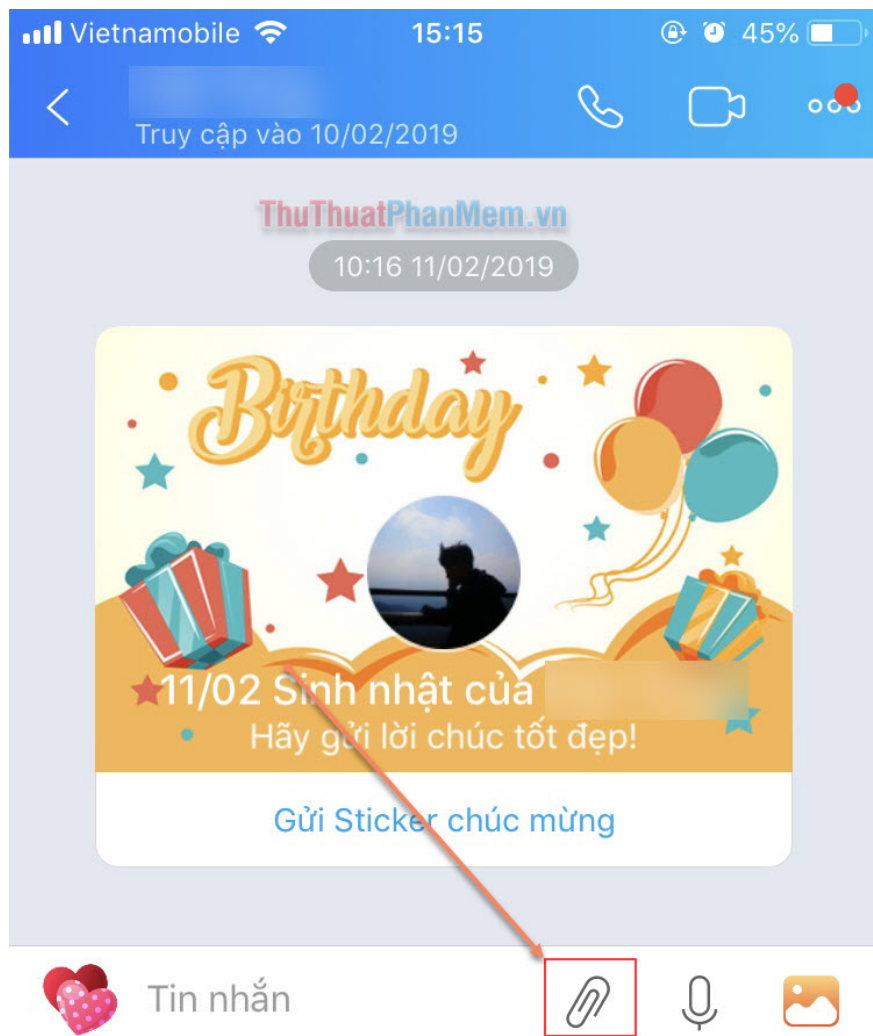 Vietnamobile 15:15 45%
Truy cập vào 10/02/2019
ThuThuatPhanMem.vn
10:16 11/02/2019
Birthday
11/02 Sinh nhật của
Hãy gửi lời chúc tốt đẹp!
Gửi Sticker chúc mừng
Tin nhắn